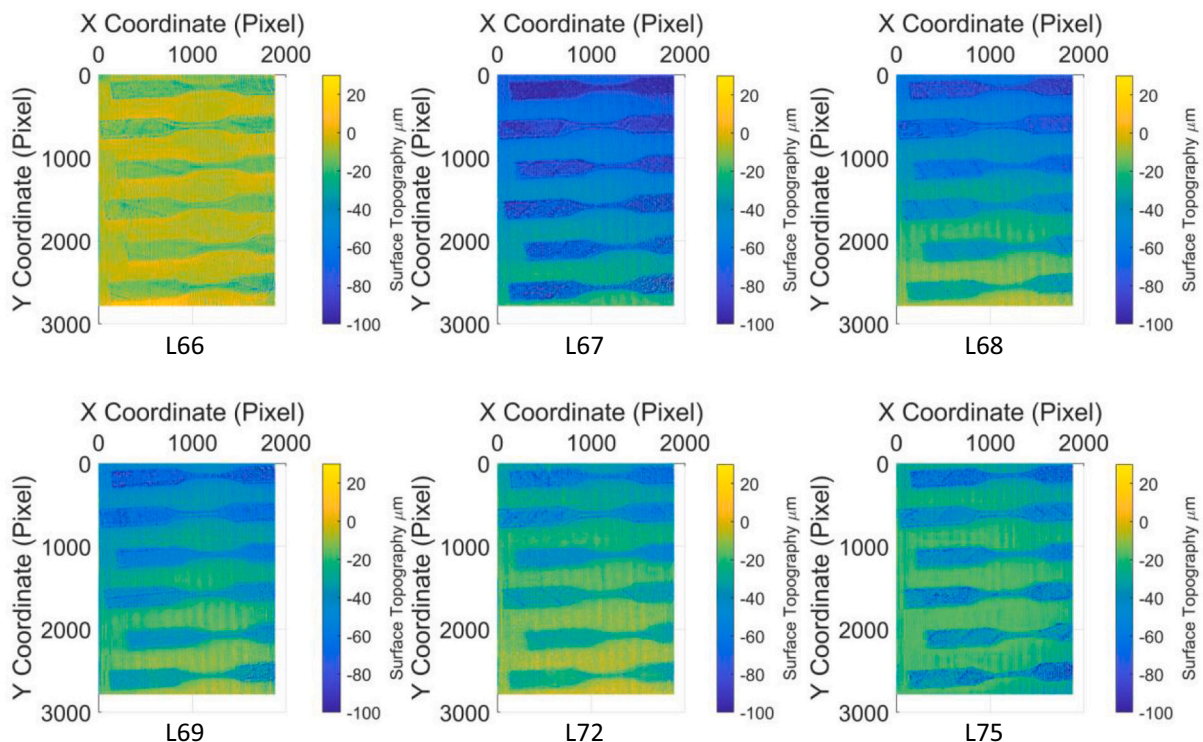 X Coordinate (Pixel) X Coordinate (Pixel) X Coordinate (Pixel)
0 1000 2000 0 1000 2000 0 1000 2000
Y Coordinate (Pixel) Y Coordinate (Pixel) Y Coordinate (Pixel)
0 0 0
1000 1000 1000
2000 2000 2000
3000 3000 3000
20 20 20
0 0 0
-20 -20 -20
-40 -40 -40
-60 -60 -60
-80 -80 -80
-100 -100 -100
Surface Topography μm Surface Topography μm Surface Topography μm
L66 L67 L68
X Coordinate (Pixel) X Coordinate (Pixel) X Coordinate (Pixel)
0 1000 2000 0 1000 2000 0 1000 2000
Y Coordinate (Pixel) Y Coordinate (Pixel) Y Coordinate (Pixel)
0 0 0
1000 1000 1000
2000 2000 2000
3000 3000 3000
20 20 20
0 0 0
-20 -20 -20
-40 -40 -40
-60 -60 -60
-80 -80 -80
-100 -100 -100
Surface Topography μm Surface Topography μm Surface Topography μm
L69 L72 L75